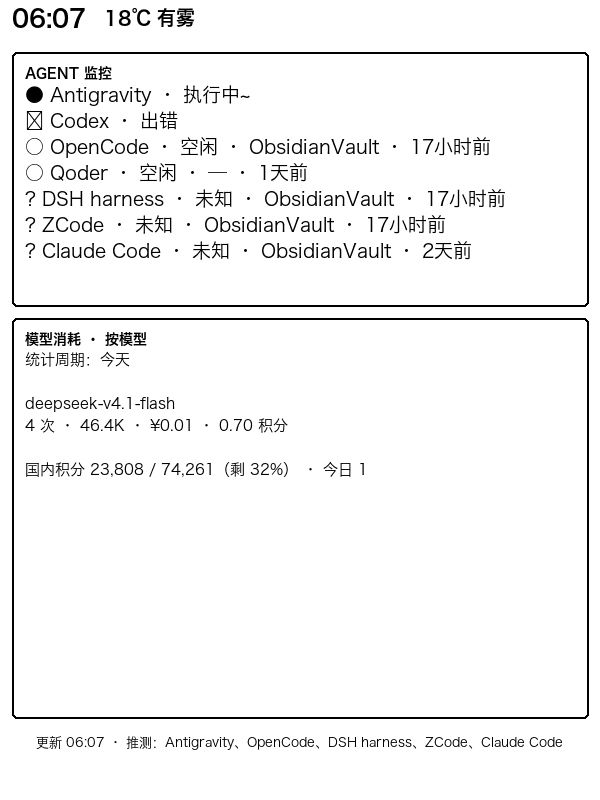 06:07 18℃ 有雾
AGENT 监控
● Antigravity · 执行中~
☒ Codex · 出错
○ OpenCode · 空闲 · ObsidianVault · 17小时前
○ Qoder · 空闲 · — · 1天前
? DSH harness · 未知 · ObsidianVault · 17小时前
? ZCode · 未知 · ObsidianVault · 17小时前
? Claude Code · 未知 · ObsidianVault · 2天前
模型消耗 · 按模型
统计周期：今天
deepseek-v4.1-flash
4 次 · 46.4K · ¥0.01 · 0.70 积分
国内积分 23,808 / 74,261（剩 32%） · 今日 1
更新 06:07 · 推测：Antigravity、OpenCode、DSH harness、ZCode、Claude Code